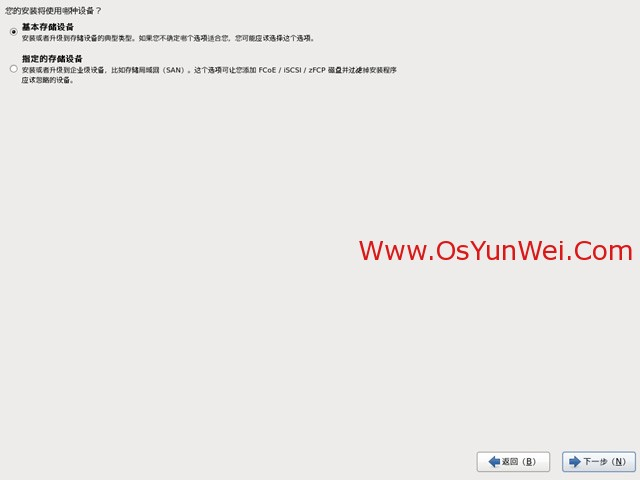 您的安装将使用哪种设备？
基本存储设备
安装或者升级到存储设备的典型类型。如果您不确定哪个选项适合您，您可能应该选择这个选项。
指定的存储设备
安装或者升级到企业级设备，比如存储局域网（SAN）。这个选项可让您添加 FCoE / iSCSI / zFCP 磁盘并过滤掉安装程序
应该忽略的设备。
Www.OsYunWei.Com
返回（B） 下一步（N）